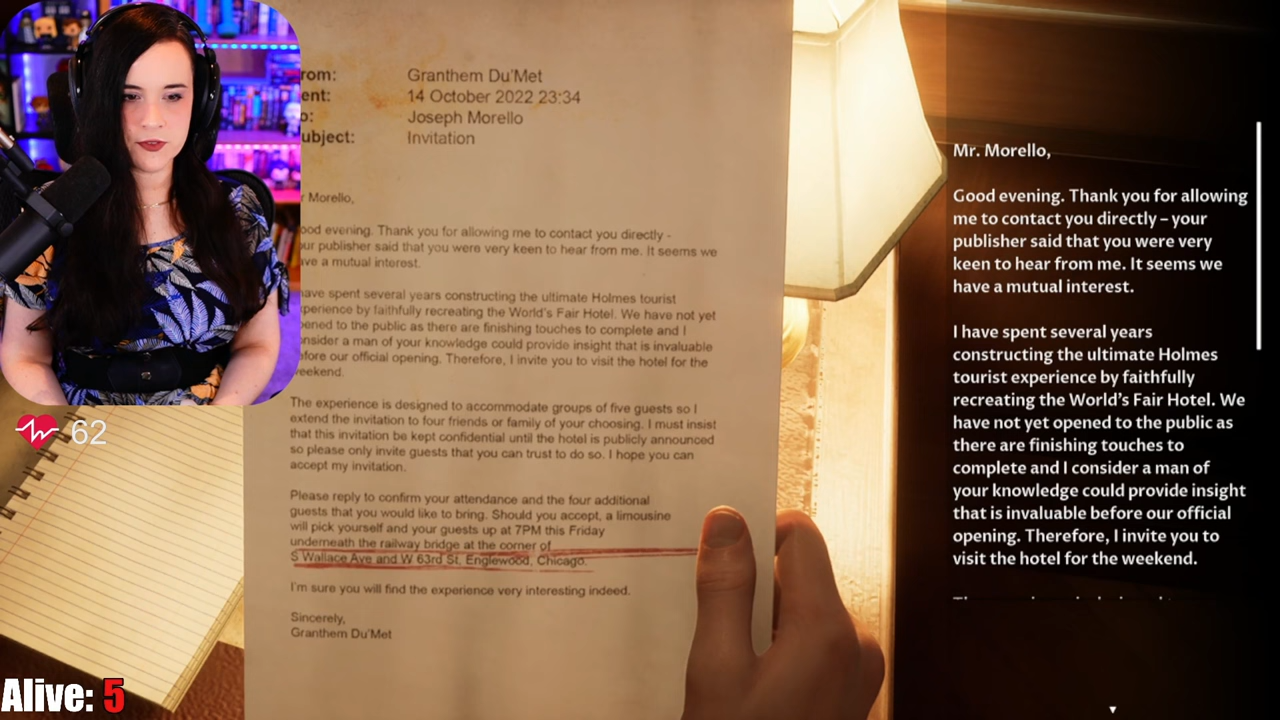 rom: Granthem Du'Met
ent: 14 October 2022 23:34
o: Joseph Morello
ubject: Invitation
r Morello,
ood evening. Thank you for allowing me to contact you directly -
ur publisher said that you were very keen to hear from me. It seems we
ve a mutual interest.
ave spent several years constructing the ultimate Holmes tourist
perience by faithfully recreating the World's Fair Hotel. We have not yet
ened to the public as there are finishing touches to complete and I
nsider a man of your knowledge could provide insight that is invaluable
fore our official opening. Therefore, I invite you to visit the hotel for the
eekend.
The experience is designed to accommodate groups of five guests so I
extend the invitation to four friends or family of your choosing. I must insist
that this invitation be kept confidential until the hotel is publicly announced
so please only invite guests that you can trust to do so. I hope you can
accept my invitation.
Please reply to confirm your attendance and the four additional
guests that you would like to bring. Should you accept, a limousine
will pick yourself and your guests up at 7PM this Friday
underneath the railway bridge at the corner of
S Wallace Ave and W 63rd St, Englewood, Chicago.
I'm sure you will find the experience very interesting indeed.
Sincerely,
Granthem Du'Met
Mr. Morello,
Good evening. Thank you for allowing
me to contact you directly – your
publisher said that you were very
keen to hear from me. It seems we
have a mutual interest.
I have spent several years
constructing the ultimate Holmes
tourist experience by faithfully
recreating the World's Fair Hotel. We
have not yet opened to the public as
there are finishing touches to
complete and I consider a man of
your knowledge could provide insight
that is invaluable before our official
opening. Therefore, I invite you to
visit the hotel for the weekend.
62
Alive: 5